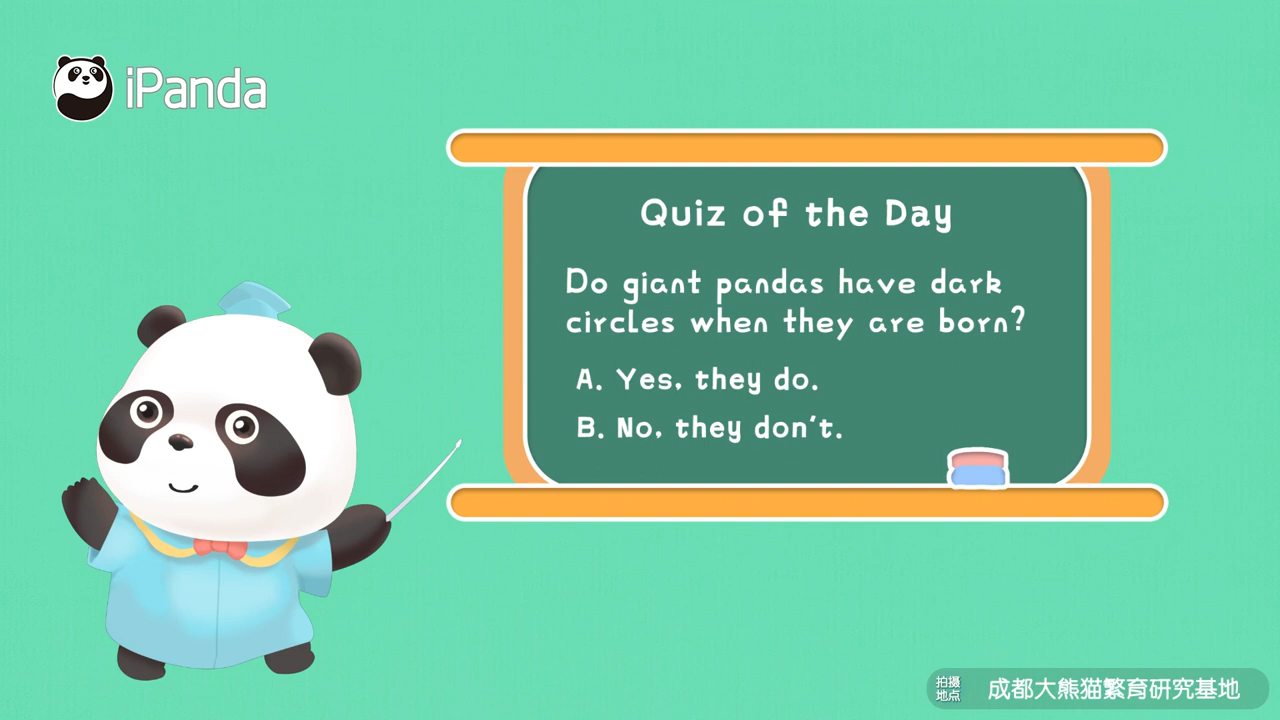 iPanda
Quiz of the Day
Do giant pandas have dark
circles when they are born?
A. Yes, they do.
B. No, they don't.
拍摄
地点
成都大熊猫繁育研究基地